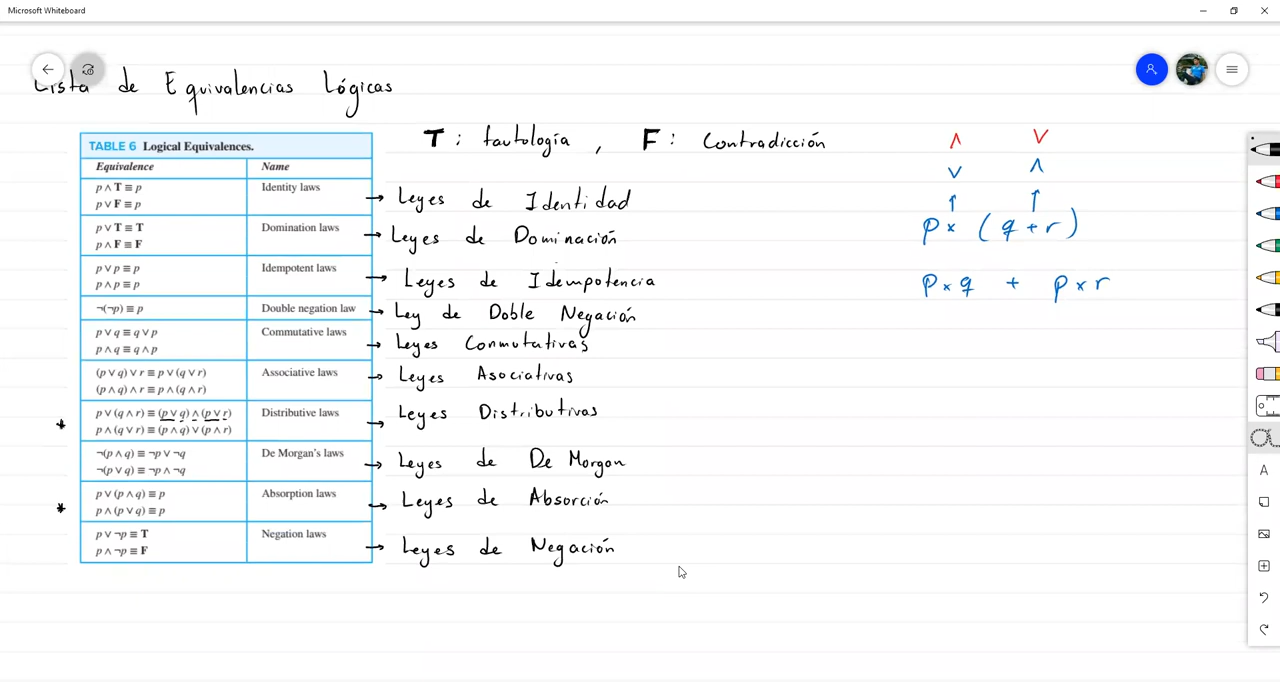 Microsoft Whiteboard
Lista de Equivalencias Lógicas
T : tautología , F : Contradicción
TABLE 6 Logical Equivalences.
Equivalence Name
p ∧ T ≡ p
p ∨ F ≡ p
Identity laws
→ Leyes de Identidad
p ∨ T ≡ T
p ∧ F ≡ F
Domination laws
→ Leyes de Dominación
p ∨ p ≡ p
p ∧ p ≡ p
Idempotent laws
→ Leyes de Idempotencia
¬(¬p) ≡ p Double negation law → Ley de Doble Negación
p ∨ q ≡ q ∨ p
p ∧ q ≡ q ∧ p
Commutative laws
→ Leyes Conmutativas
(p ∨ q) ∨ r ≡ p ∨ (q ∨ r)
(p ∧ q) ∧ r ≡ p ∧ (q ∧ r)
Associative laws
→ Leyes Asociativas
* p ∨ (q ∧ r) ≡ (p ∨ q) ∧ (p ∨ r)
p ∧ (q ∨ r) ≡ (p ∧ q) ∨ (p ∧ r)
Distributive laws
→ Leyes Distributivas
¬(p ∧ q) ≡ ¬p ∨ ¬q
¬(p ∨ q) ≡ ¬p ∧ ¬q
De Morgan's laws
→ Leyes de De Morgan
* p ∨ (p ∧ q) ≡ p
p ∧ (p ∨ q) ≡ p
Absorption laws
→ Leyes de Absorción
p ∨ ¬p ≡ T
p ∧ ¬p ≡ F
Negation laws
→ Leyes de Negación
∧ ∨
∨ ∧
↑ ↑
p × ( q + r )
p × q + p × r
A